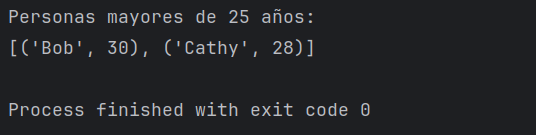 Personas mayores de 25 años:
[('Bob', 30), ('Cathy', 28)]
Process finished with exit code 0